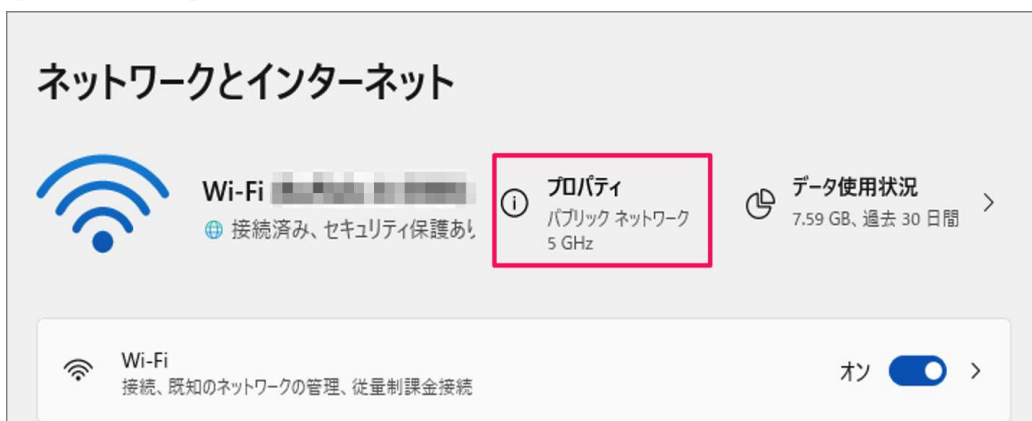 ネットワークとインターネット
Wi-Fi
接続済み、セキュリティ保護あり
プロパティ
パブリック ネットワーク
5 GHz
データ使用状況
7.59 GB、過去 30 日間
Wi-Fi
接続、既知のネットワークの管理、従量制課金接続
オン